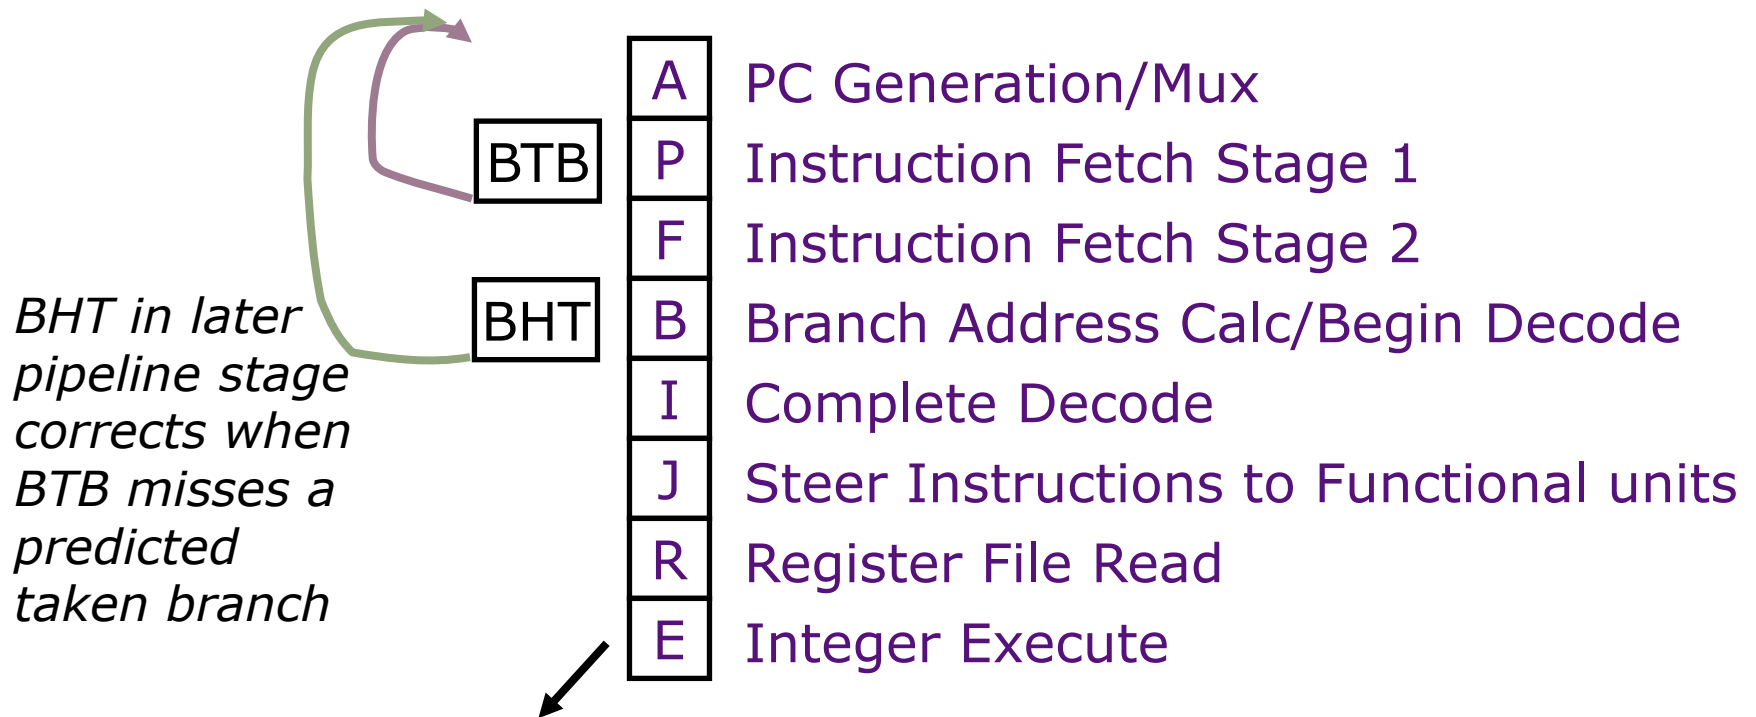 A PC Generation/Mux
BTB P Instruction Fetch Stage 1
F Instruction Fetch Stage 2
BHT B Branch Address Calc/Begin Decode
I Complete Decode
J Steer Instructions to Functional units
R Register File Read
E Integer Execute
BHT in later
pipeline stage
corrects when
BTB misses a
predicted
taken branch